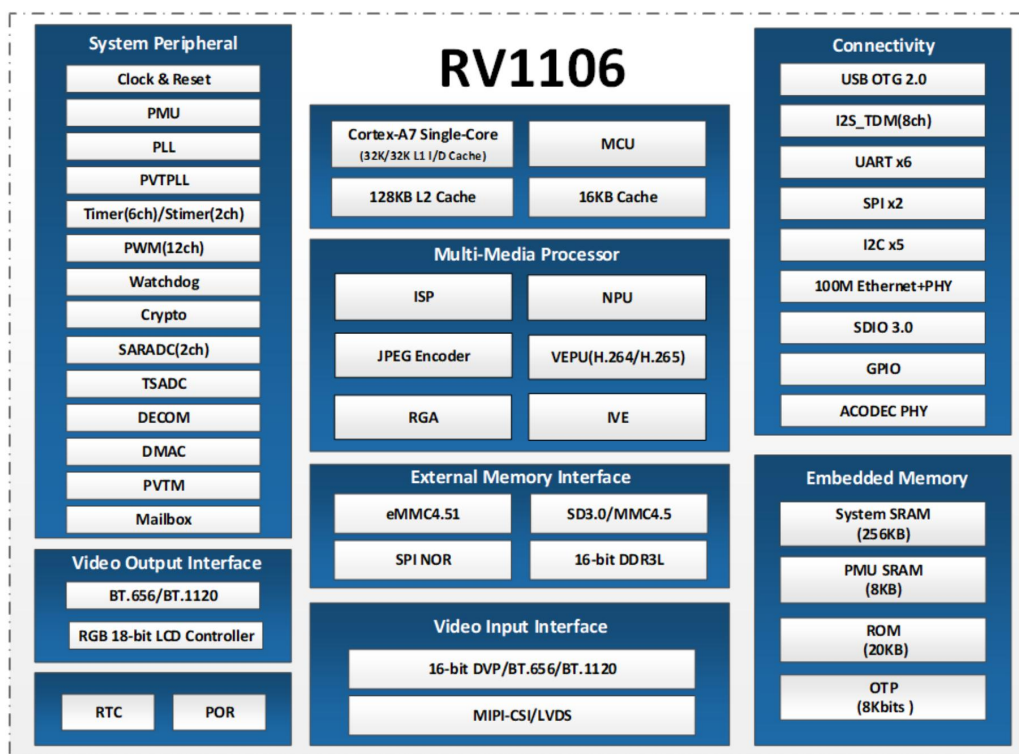 System Peripheral
Clock & Reset
PMU
PLL
PVTPLL
Timer(6ch)/Stimer(2ch)
PWM(12ch)
Watchdog
Crypto
SARADC(2ch)
TSADC
DECOM
DMAC
PVTM
Mailbox
Video Output Interface
BT.656/BT.1120
RGB 18-bit LCD Controller
RTC
POR
RV1106
Cortex-A7 Single-Core
(32K/32K L1 I/D Cache)
MCU
128KB L2 Cache
16KB Cache
Multi-Media Processor
ISP
NPU
JPEG Encoder
VEPU(H.264/H.265)
RGA
IVE
External Memory Interface
eMMC4.51
SD3.0/MMC4.5
SPI NOR
16-bit DDR3L
Video Input Interface
16-bit DVP/BT.656/BT.1120
MIPI-CSI/LVDS
Connectivity
USB OTG 2.0
I2S_TDM(8ch)
UART x6
SPI x2
I2C x5
100M Ethernet+PHY
SDIO 3.0
GPIO
ACODEC PHY
Embedded Memory
System SRAM
(256KB)
PMU SRAM
(8KB)
ROM
(20KB)
OTP
(8Kbits )